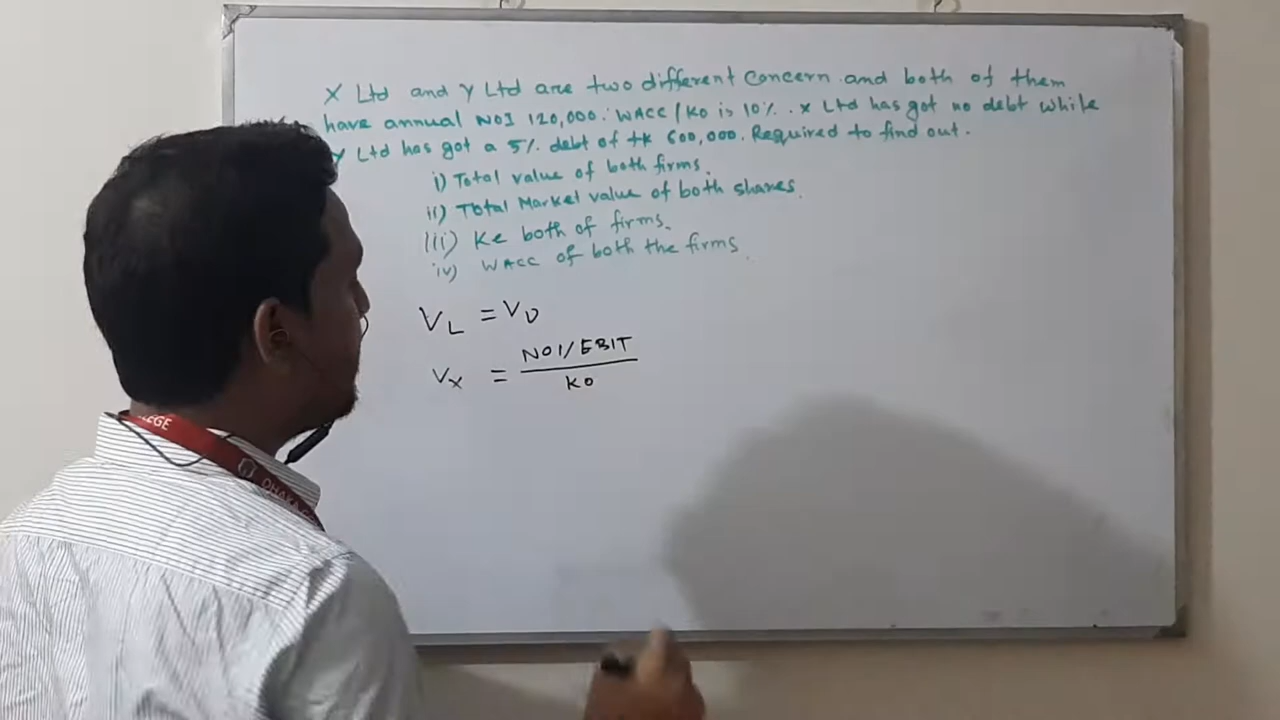 X Ltd and Y Ltd are two different Concern and both of them
have annual NOI 120,000. WACC/Ko is 10%. X Ltd has got no debt while
Y Ltd has got a 5% debt of tk 600,000. Required to find out.
i) Total value of both firms.
ii) Total Market value of both shares.
iii) Ke both of firms.
iv) WACC of both the firms.
VL = VU
Vx = NOI/EBIT
Ko
LEGE
DHAKA